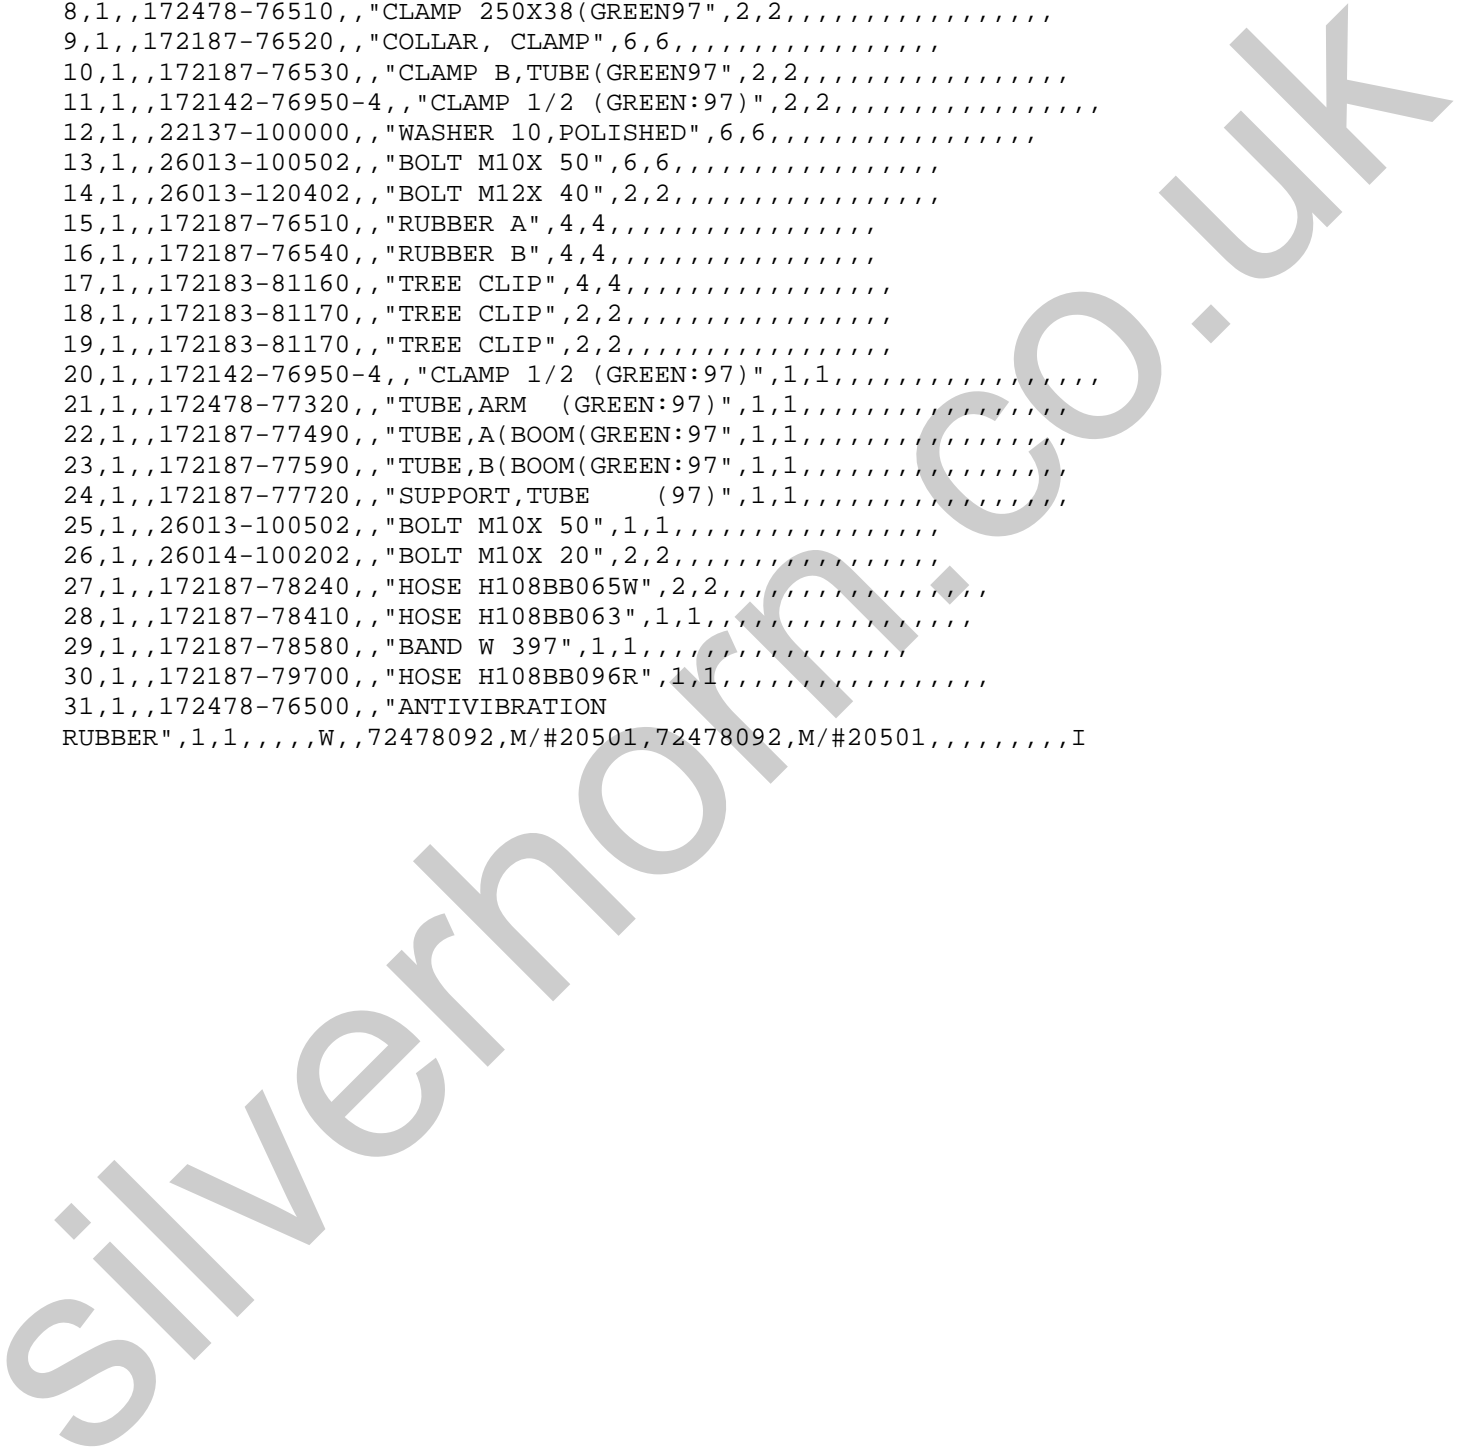 8,1,,172478-76510,,"CLAMP 250X38(GREEN97",2,2,,,,,,,,,,,,,,,,,
9,1,,172187-76520,,"COLLAR, CLAMP",6,6,,,,,,,,,,,,,,,,,
10,1,,172187-76530,,"CLAMP B,TUBE(GREEN97",2,2,,,,,,,,,,,,,,,,,
11,1,,172142-76950-4,,"CLAMP 1/2 (GREEN:97)",2,2,,,,,,,,,,,,,,,,,
12,1,,22137-100000,,"WASHER 10,POLISHED",6,6,,,,,,,,,,,,,,,,,
13,1,,26013-100502,,"BOLT M10X 50",6,6,,,,,,,,,,,,,,,,,
14,1,,26013-120402,,"BOLT M12X 40",2,2,,,,,,,,,,,,,,,,,
15,1,,172187-76510,,"RUBBER A",4,4,,,,,,,,,,,,,,,,,
16,1,,172187-76540,,"RUBBER B",4,4,,,,,,,,,,,,,,,,,
17,1,,172183-81160,,"TREE CLIP",4,4,,,,,,,,,,,,,,,,,
18,1,,172183-81170,,"TREE CLIP",2,2,,,,,,,,,,,,,,,,,
19,1,,172183-81170,,"TREE CLIP",2,2,,,,,,,,,,,,,,,,,
20,1,,172142-76950-4,,"CLAMP 1/2 (GREEN:97)",1,1,,,,,,,,,,,,,,,,,
21,1,,172478-77320,,"TUBE,ARM  (GREEN:97)",1,1,,,,,,,,,,,,,,,,,
22,1,,172187-77490,,"TUBE,A(BOOM(GREEN:97",1,1,,,,,,,,,,,,,,,,,
23,1,,172187-77590,,"TUBE,B(BOOM(GREEN:97",1,1,,,,,,,,,,,,,,,,,
24,1,,172187-77720,,"SUPPORT,TUBE    (97)",1,1,,,,,,,,,,,,,,,,,
25,1,,26013-100502,,"BOLT M10X 50",1,1,,,,,,,,,,,,,,,,,
26,1,,26014-100202,,"BOLT M10X 20",2,2,,,,,,,,,,,,,,,,,
27,1,,172187-78240,,"HOSE H108BB065W",2,2,,,,,,,,,,,,,,,,,
28,1,,172187-78410,,"HOSE H108BB063",1,1,,,,,,,,,,,,,,,,,
29,1,,172187-78580,,"BAND W 397",1,1,,,,,,,,,,,,,,,,,
30,1,,172187-79700,,"HOSE H108BB096R",1,1,,,,,,,,,,,,,,,,,
31,1,,172478-76500,,"ANTIVIBRATION
RUBBER",1,1,,,,,W,,72478092,M/#20501,72478092,M/#20501,,,,,,,,,I
silverhorn.co.uk